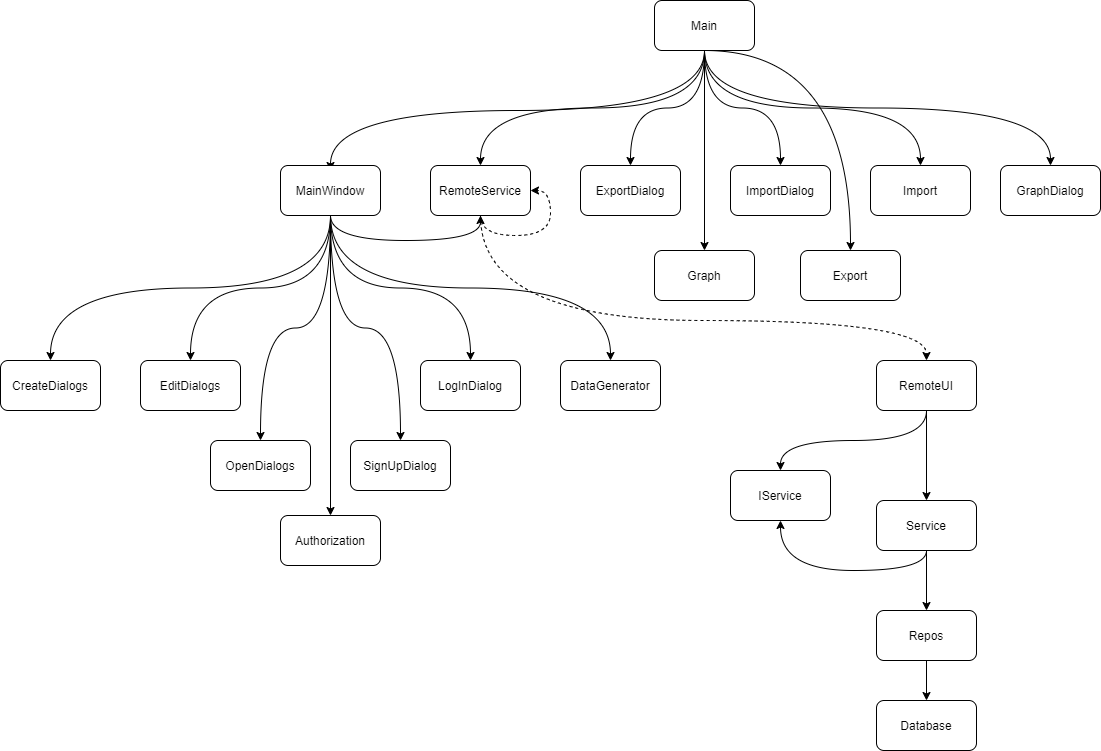 Main
MainWindow
RemoteService
ExportDialog
ImportDialog
Import
GraphDialog
Graph
Export
CreateDialogs
EditDialogs
LogInDialog
DataGenerator
RemoteUI
OpenDialogs
SignUpDialog
IService
Service
Authorization
Repos
Database